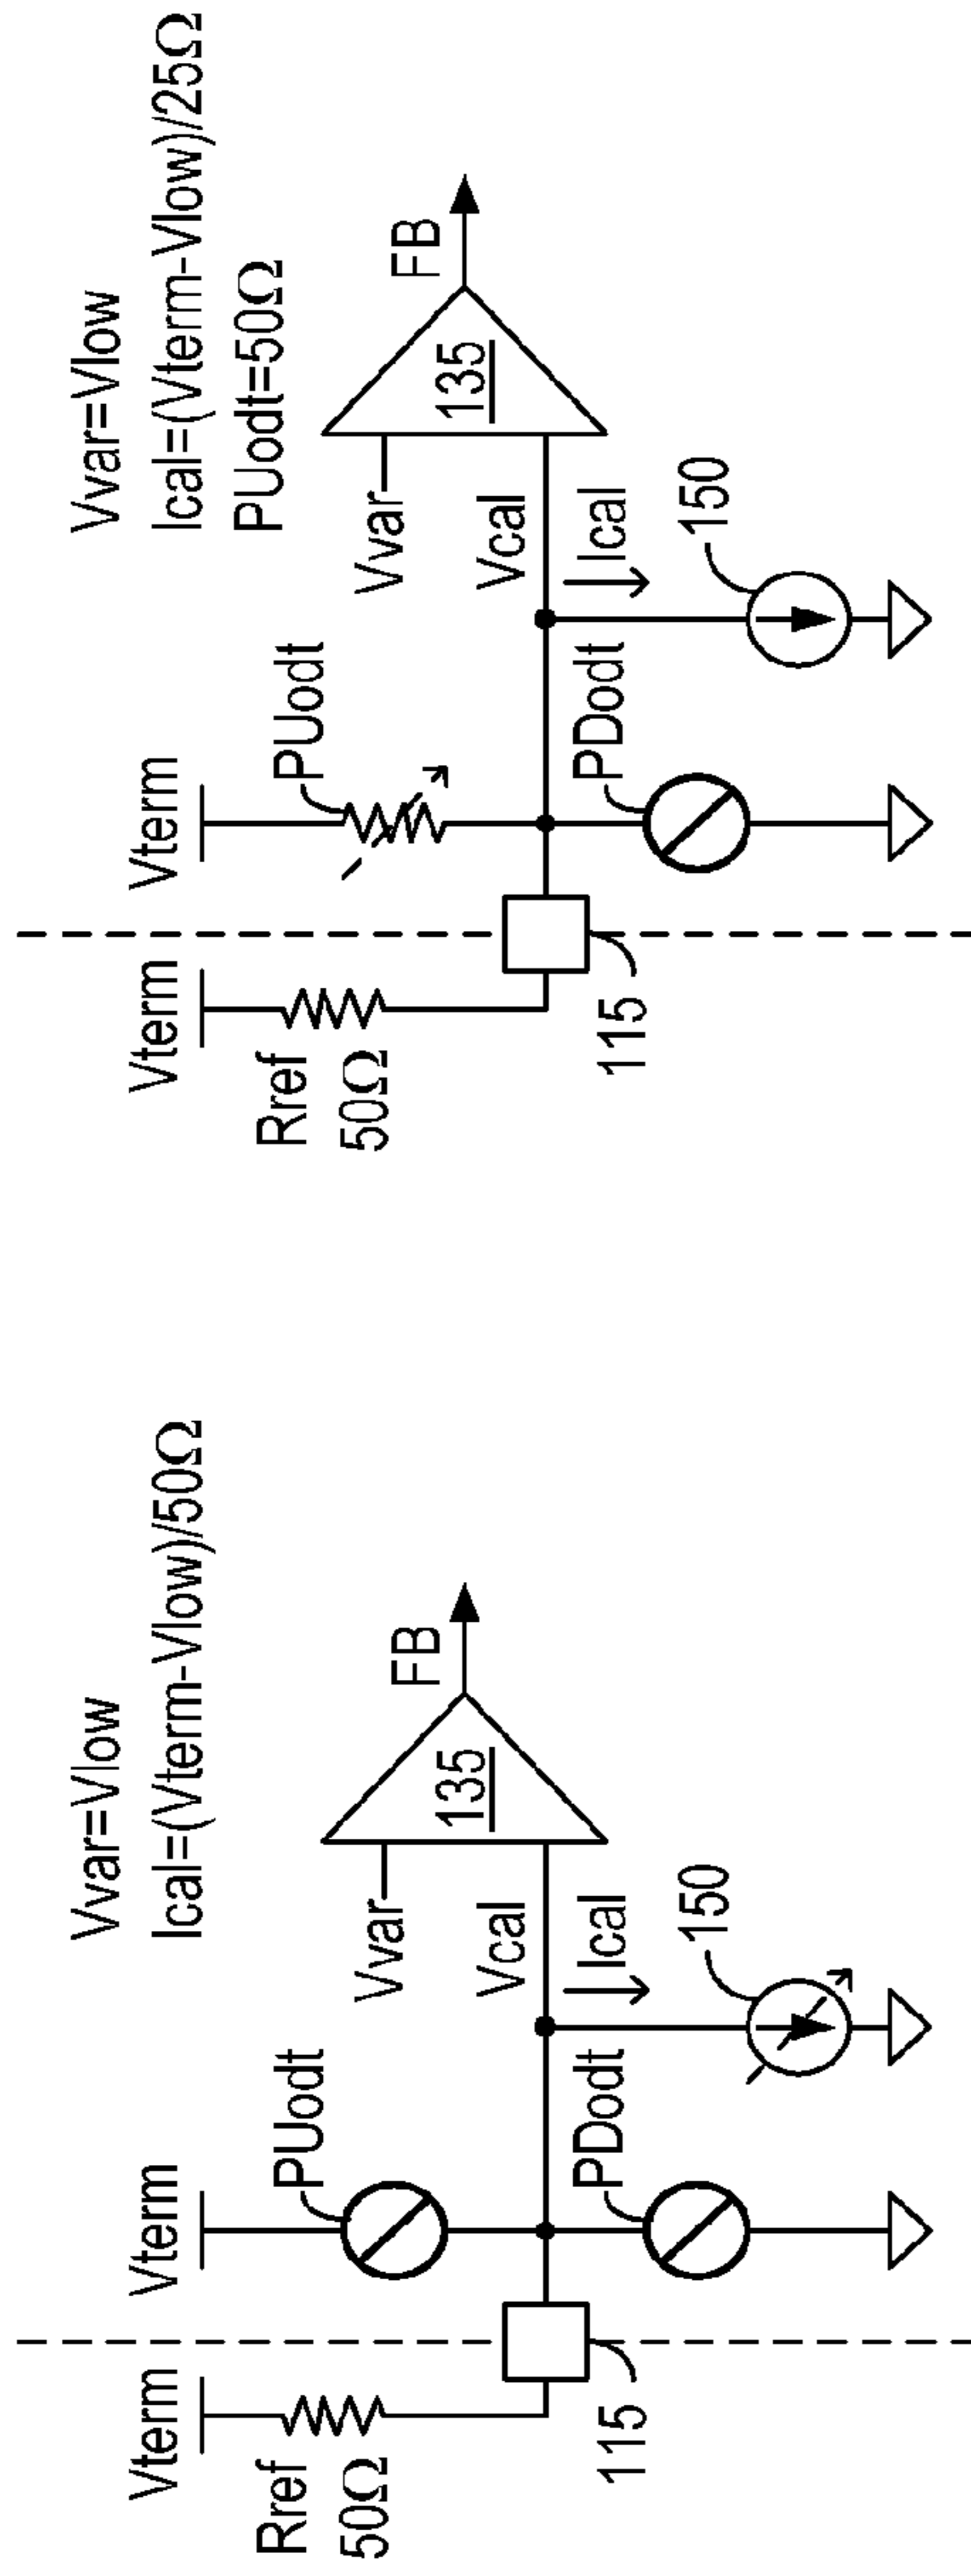 Vvar=Vlow
Ical=(Vterm-Vlow)/50Ω
Vterm
Vterm
PUodt
Rref
50Ω
Vvar
FB
135
Vcal
Ical
115
PDodt
150
Vvar=Vlow
Ical=(Vterm-Vlow)/25Ω
PUodt=50Ω
Vterm
Vterm
PUodt
Rref
50Ω
Vvar
FB
135
Vcal
Ical
115
PDodt
150